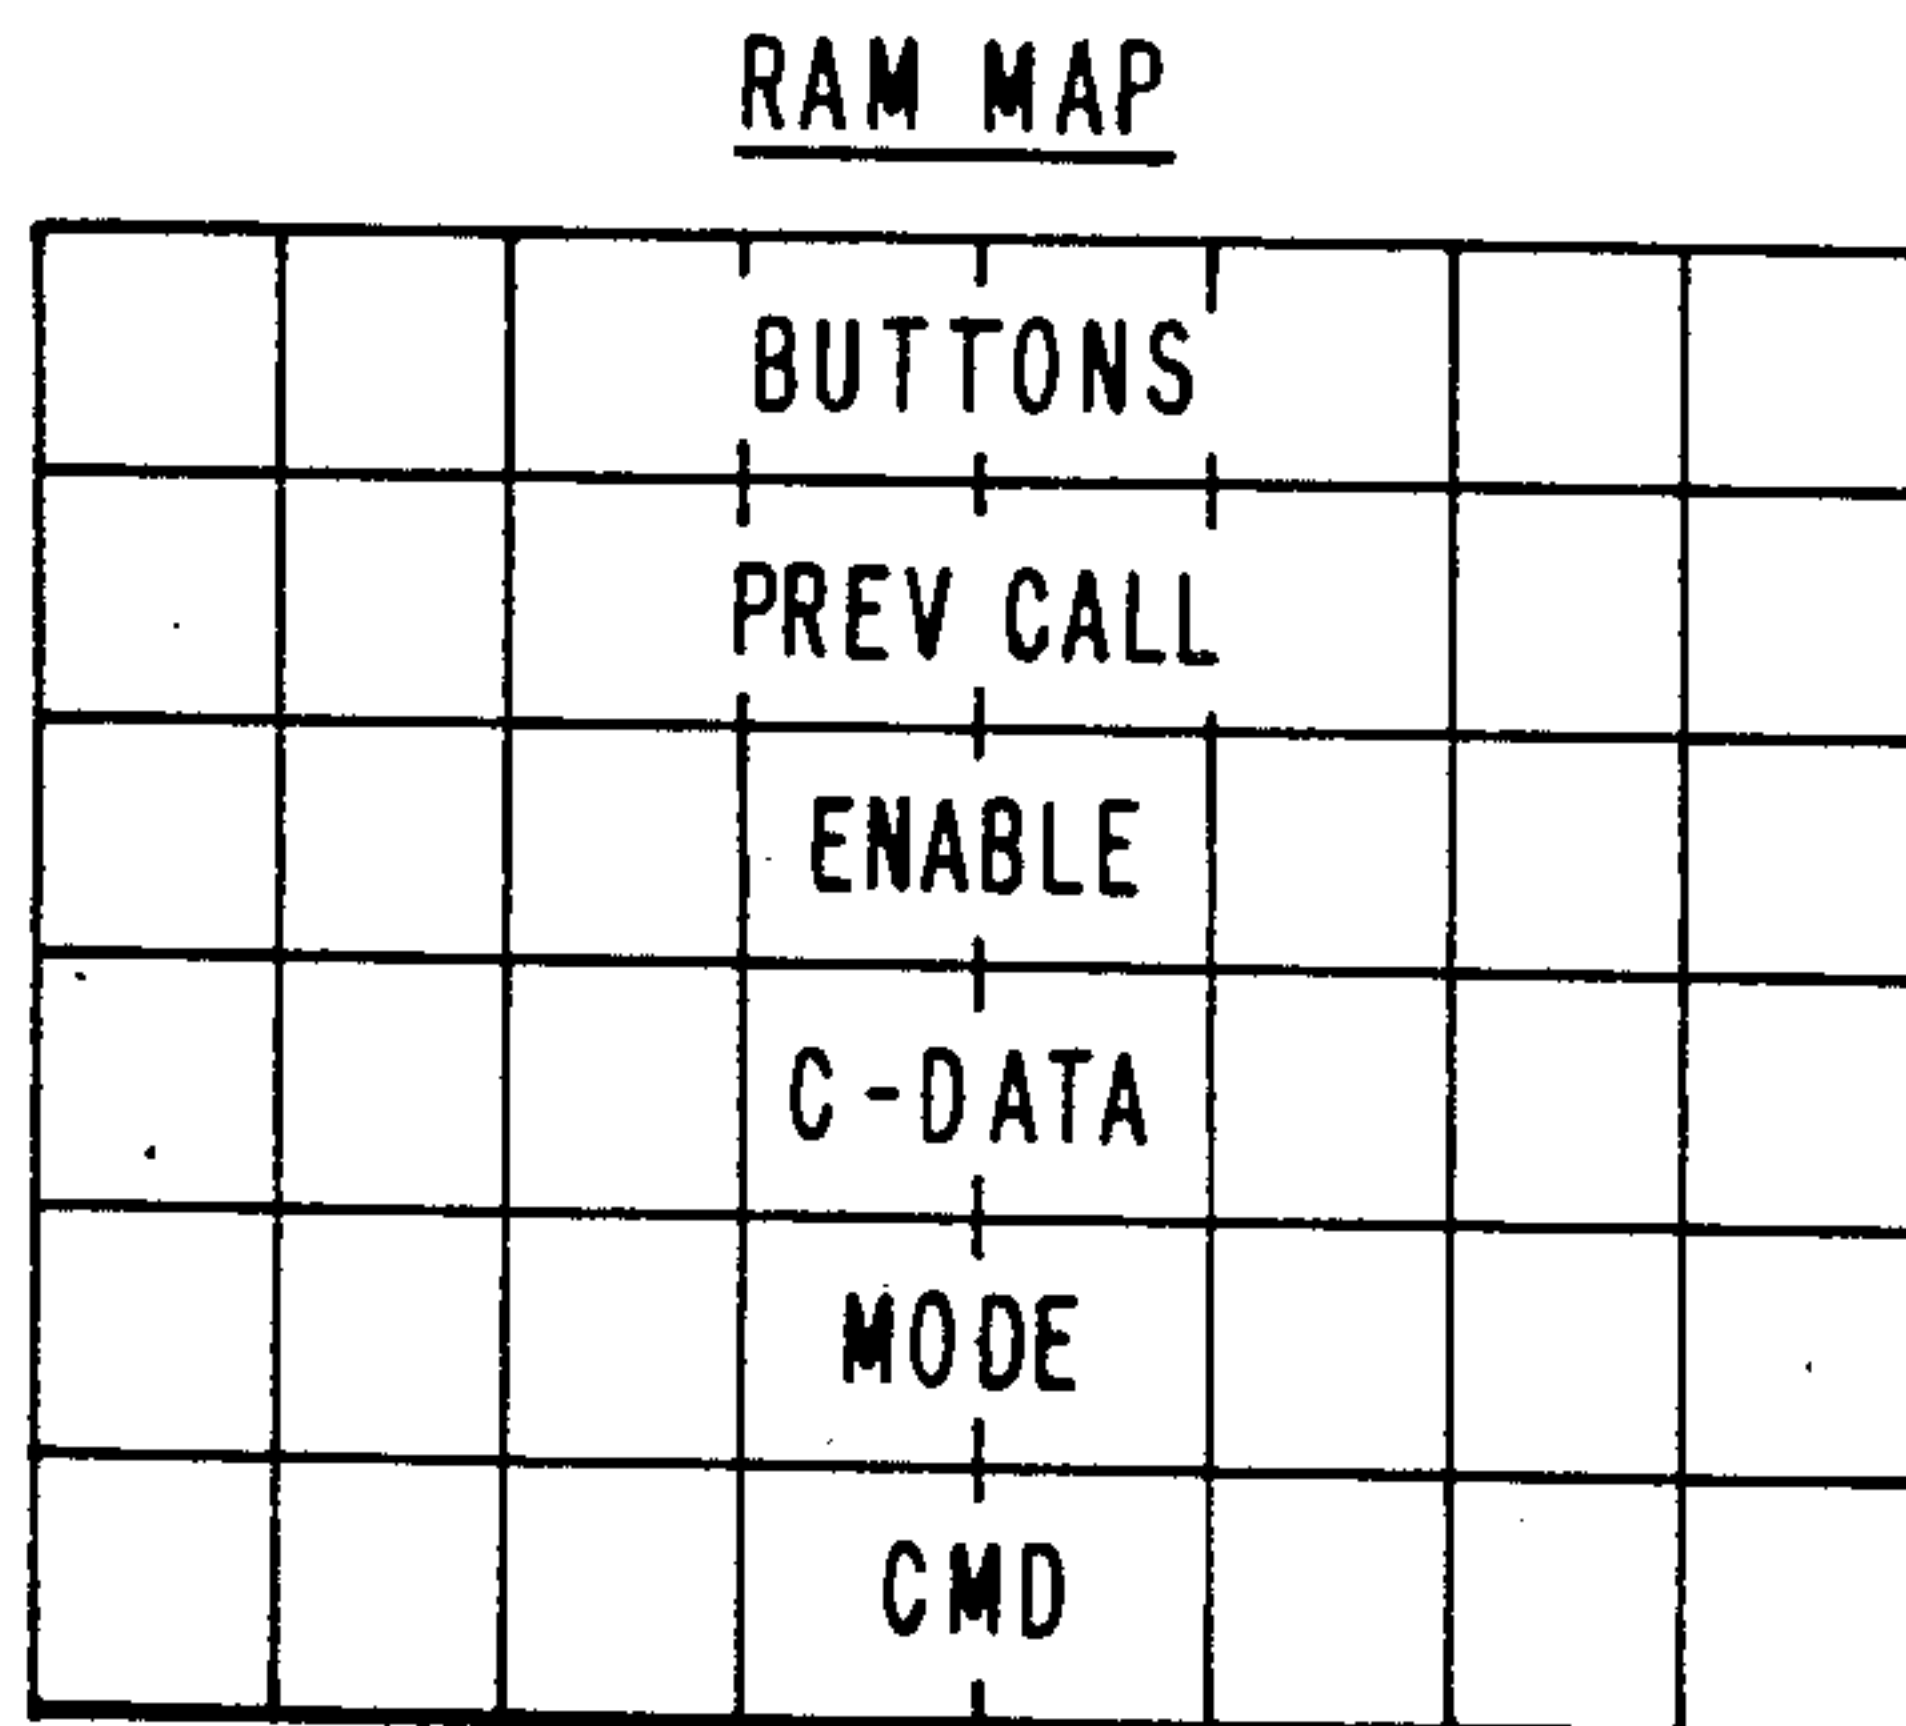 RAM MAP
BUTTONS
PREV CALL
ENABLE
C-DATA
MODE
CMD